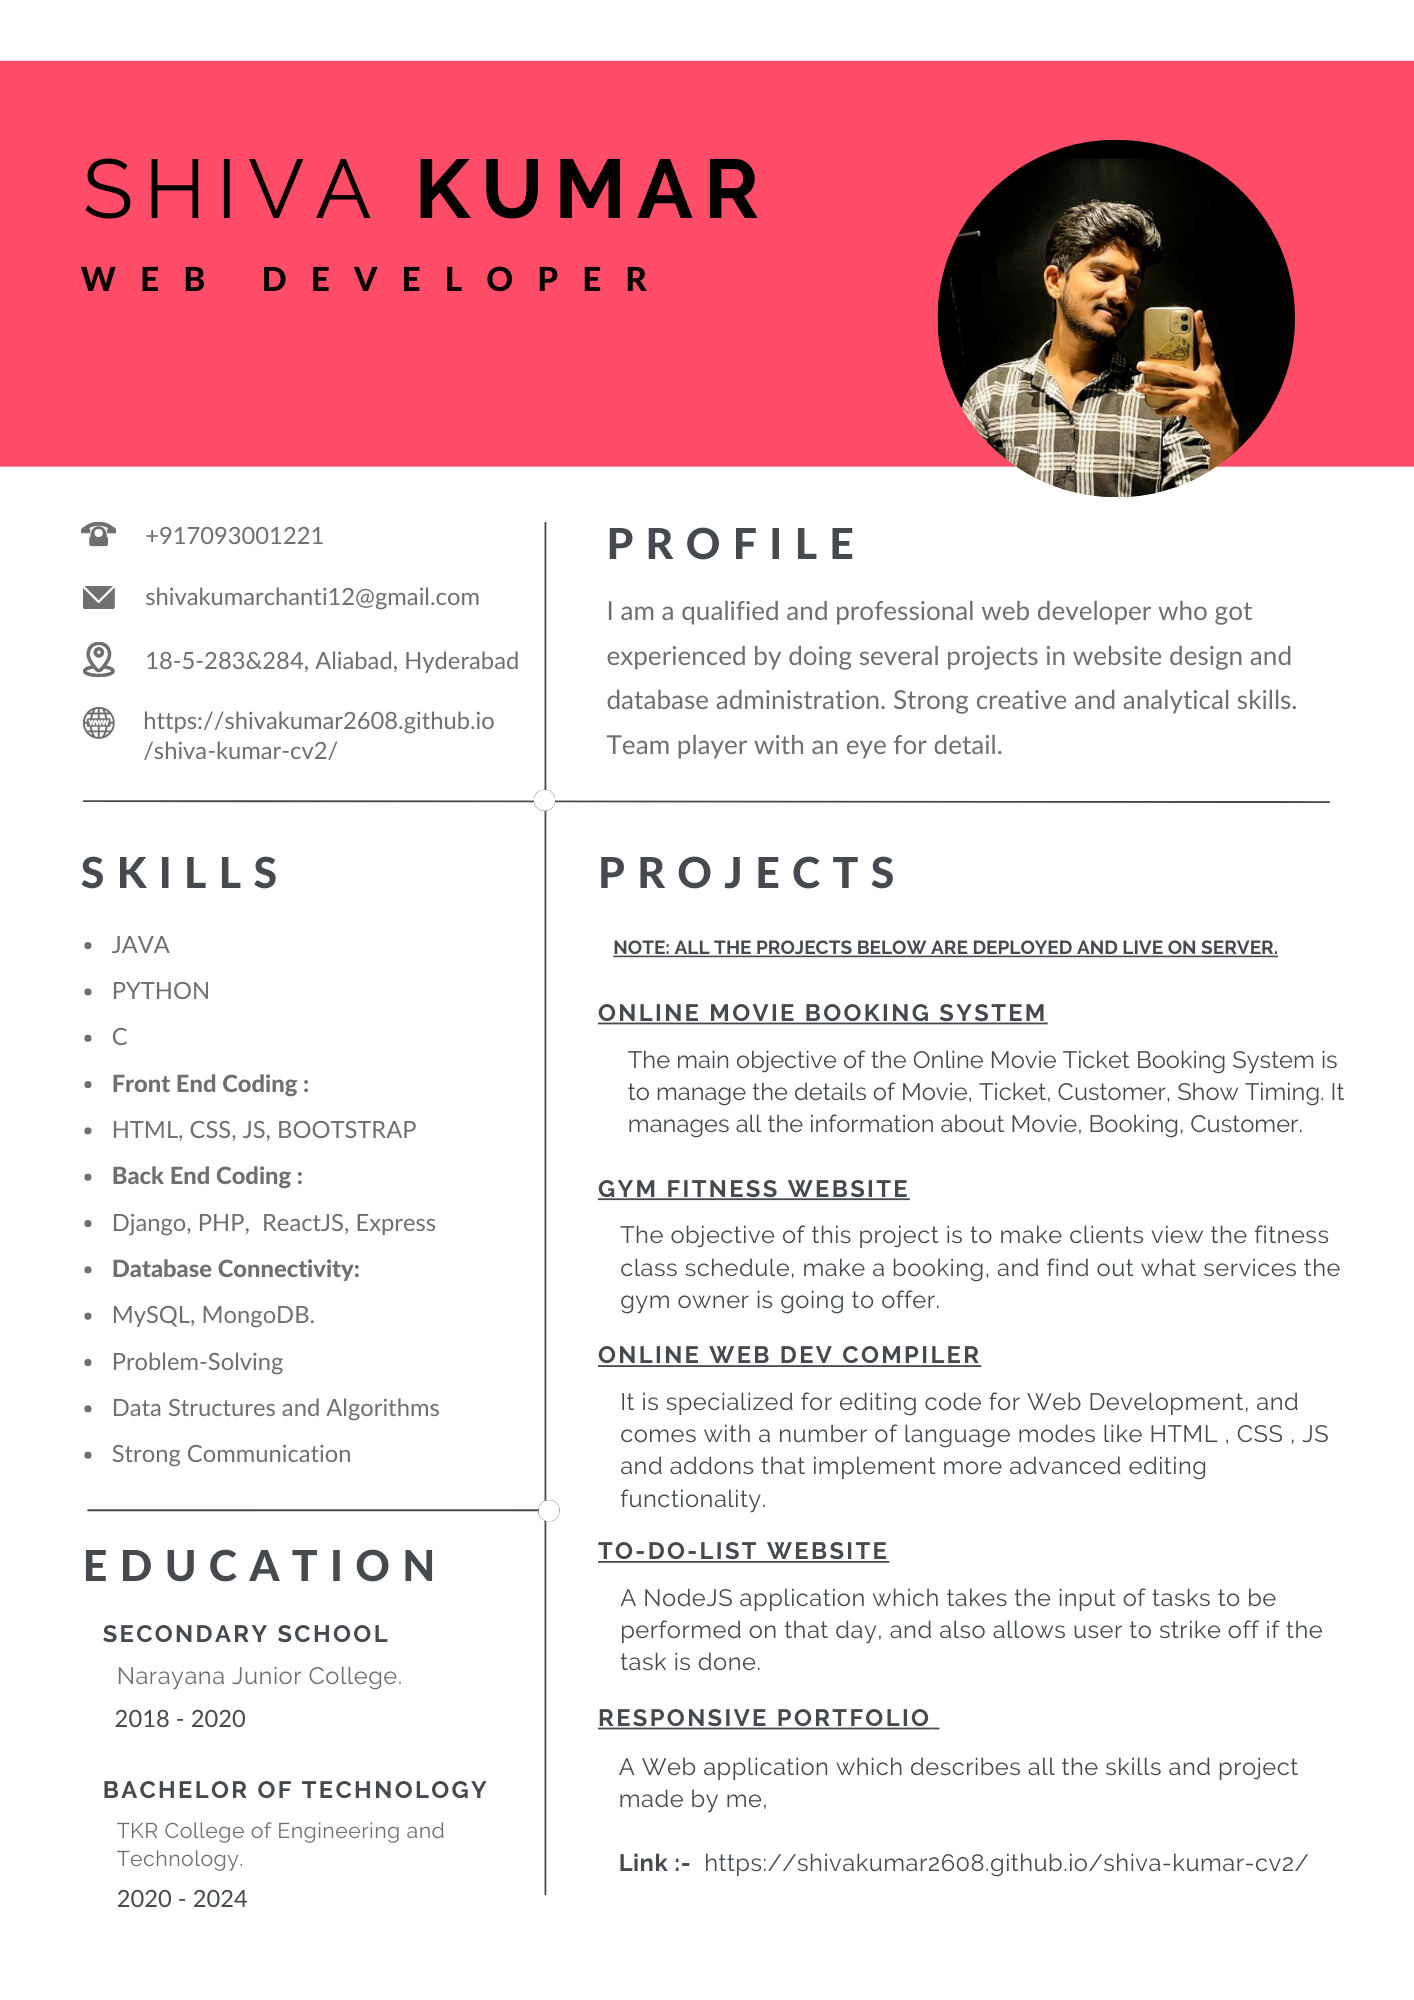 SHIVA KUMAR
WEB DEVELOPER
+917093001221
shivakumarchanti12@gmail.com
18-5-283&284, Aliabad, Hyderabad
https://shivakumar2608.github.io
/shiva-kumar-cv2/
PROFILE
I am a qualified and professional web developer who got
experienced by doing several projects in website design and
database administration. Strong creative and analytical skills.
Team player with an eye for detail.
SKILLS
• JAVA
• PYTHON
• C
• Front End Coding :
• HTML, CSS, JS, BOOTSTRAP
• Back End Coding :
• Django, PHP,  ReactJS, Express
• Database Connectivity:
• MySQL, MongoDB.
• Problem-Solving
• Data Structures and Algorithms
• Strong Communication
EDUCATION
SECONDARY SCHOOL
Narayana Junior College.
2018 - 2020
BACHELOR OF TECHNOLOGY
TKR College of Engineering and
Technology.
2020 - 2024
PROJECTS
NOTE: ALL THE PROJECTS BELOW ARE DEPLOYED AND LIVE ON SERVER.
ONLINE MOVIE BOOKING SYSTEM
The main objective of the Online Movie Ticket Booking System is
to manage the details of Movie, Ticket, Customer, Show Timing. It
manages all the information about Movie, Booking, Customer.
GYM FITNESS WEBSITE
The objective of this project is to make clients view the fitness
class schedule, make a booking, and find out what services the
gym owner is going to offer.
ONLINE WEB DEV COMPILER
It is specialized for editing code for Web Development, and
comes with a number of language modes like HTML , CSS , JS
and addons that implement more advanced editing
functionality.
TO-DO-LIST WEBSITE
A NodeJS application which takes the input of tasks to be
performed on that day, and also allows user to strike off if the
task is done.
RESPONSIVE PORTFOLIO
A Web application which describes all the skills and project
made by me,
Link :-  https://shivakumar2608.github.io/shiva-kumar-cv2/